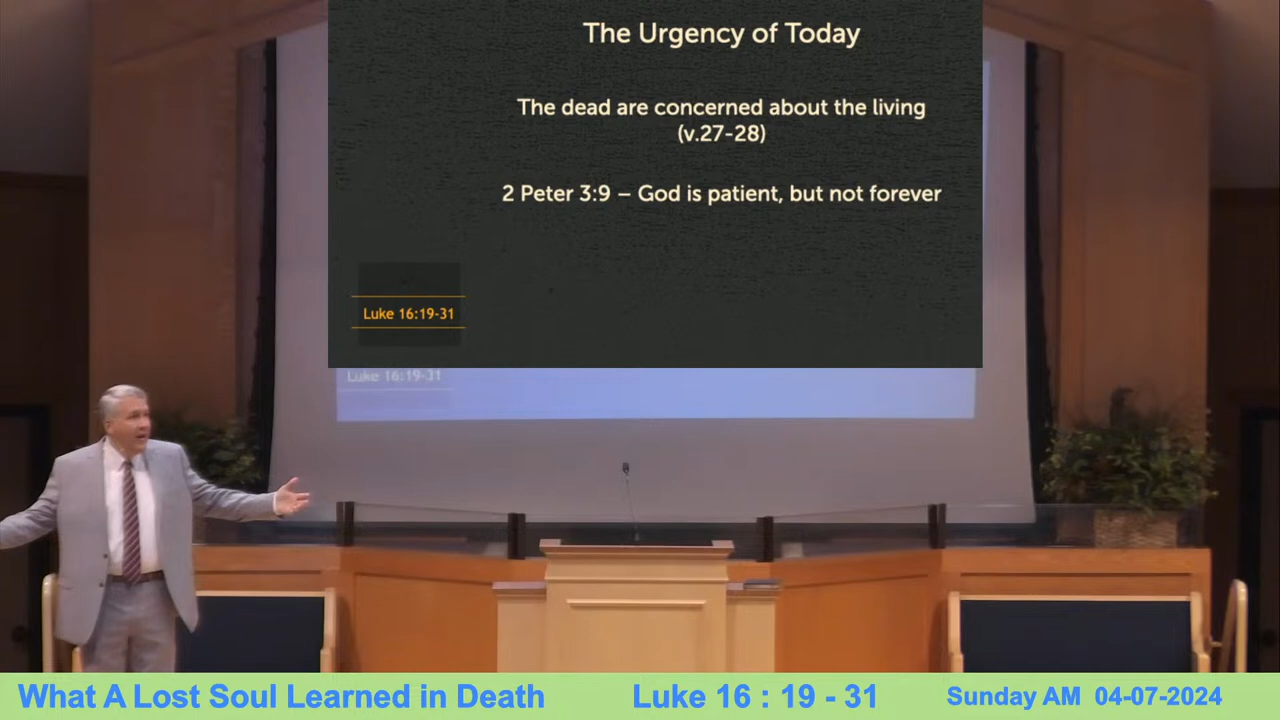 The Urgency of Today
The dead are concerned about the living
(v.27-28)
2 Peter 3:9 – God is patient, but not forever
Luke 16:19-31
Luke 16:19-31
What A Lost Soul Learned in Death
Luke 16 : 19 - 31
Sunday AM 04-07-2024